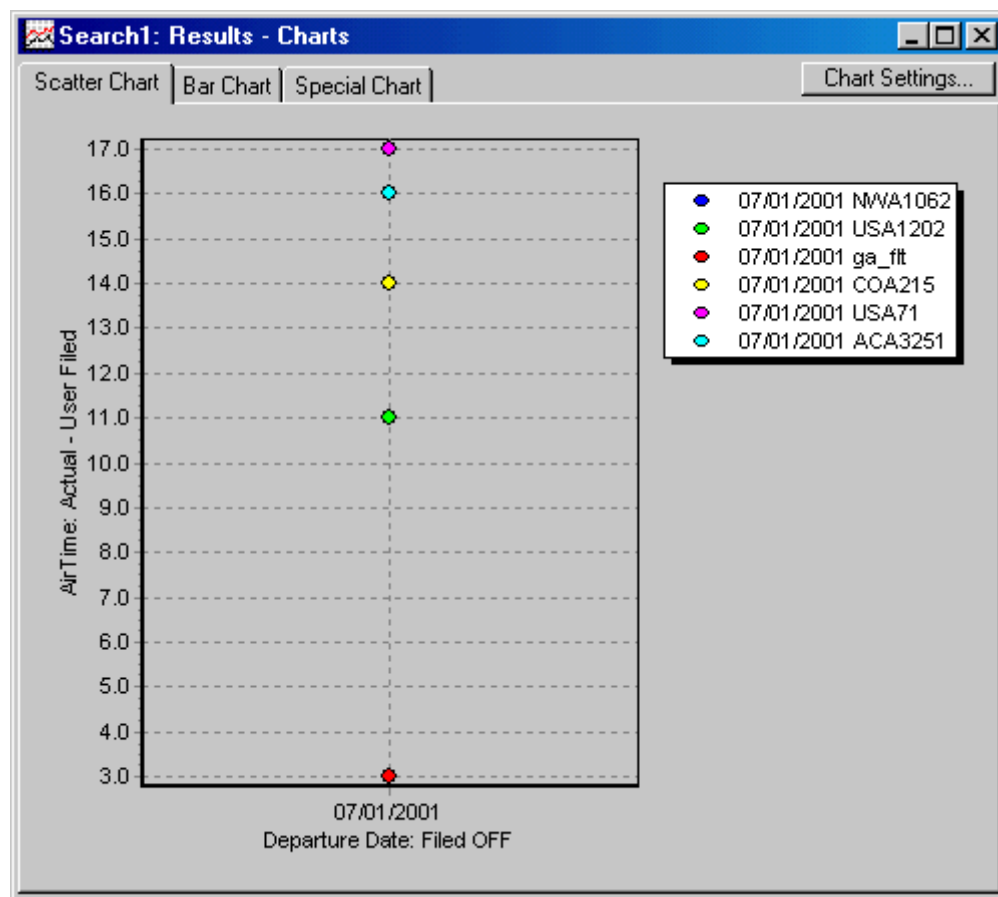 Search1: Results - Charts
Scatter Chart
Bar Chart
Special Chart
Chart Settings...
17.0
16.0
15.0
14.0
13.0
12.0
11.0
10.0
9.0
8.0
7.0
6.0
5.0
4.0
3.0
AirTime: Actual - User Filed
07/01/2001
Departure Date: Filed OFF
07/01/2001 NWA1062
07/01/2001 USA1202
07/01/2001 ga_flt
07/01/2001 COA215
07/01/2001 USA71
07/01/2001 ACA3251